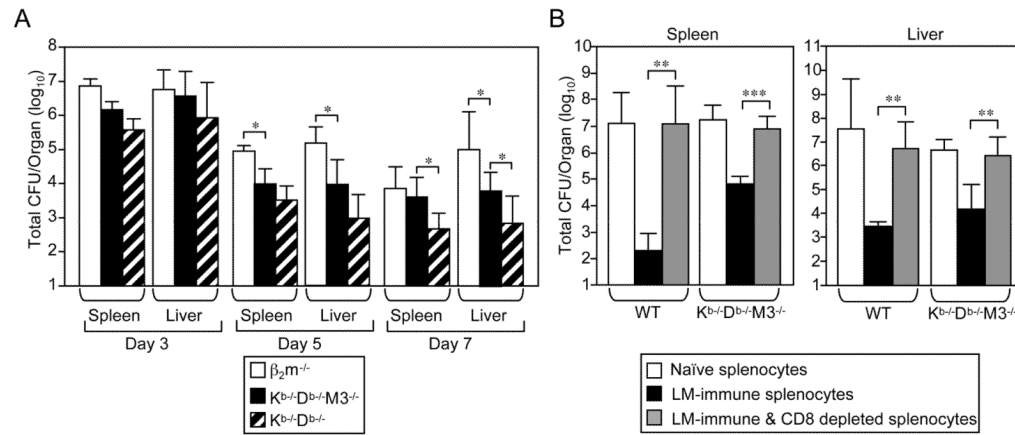 A
Total CFU/Organ (log₁₀)
8
7
6
5
4
3
2
1
* * * * *
Spleen Liver Spleen Liver Spleen Liver
Day 3 Day 5 Day 7
β₂m⁻/⁻
Kᵇ⁻/⁻Dᵇ⁻/⁻M3⁻/⁻
Kᵇ⁻/⁻Dᵇ⁻/⁻
B
Spleen
Total CFU/Organ (log₁₀)
10
9
8
7
6
5
4
3
2
1
** ***
WT Kᵇ⁻/⁻Dᵇ⁻/⁻M3⁻/⁻
Liver
11
10
9
8
7
6
5
4
3
2
1
** **
WT Kᵇ⁻/⁻Dᵇ⁻/⁻M3⁻/⁻
Naïve splenocytes
LM-immune splenocytes
LM-immune & CD8 depleted splenocytes